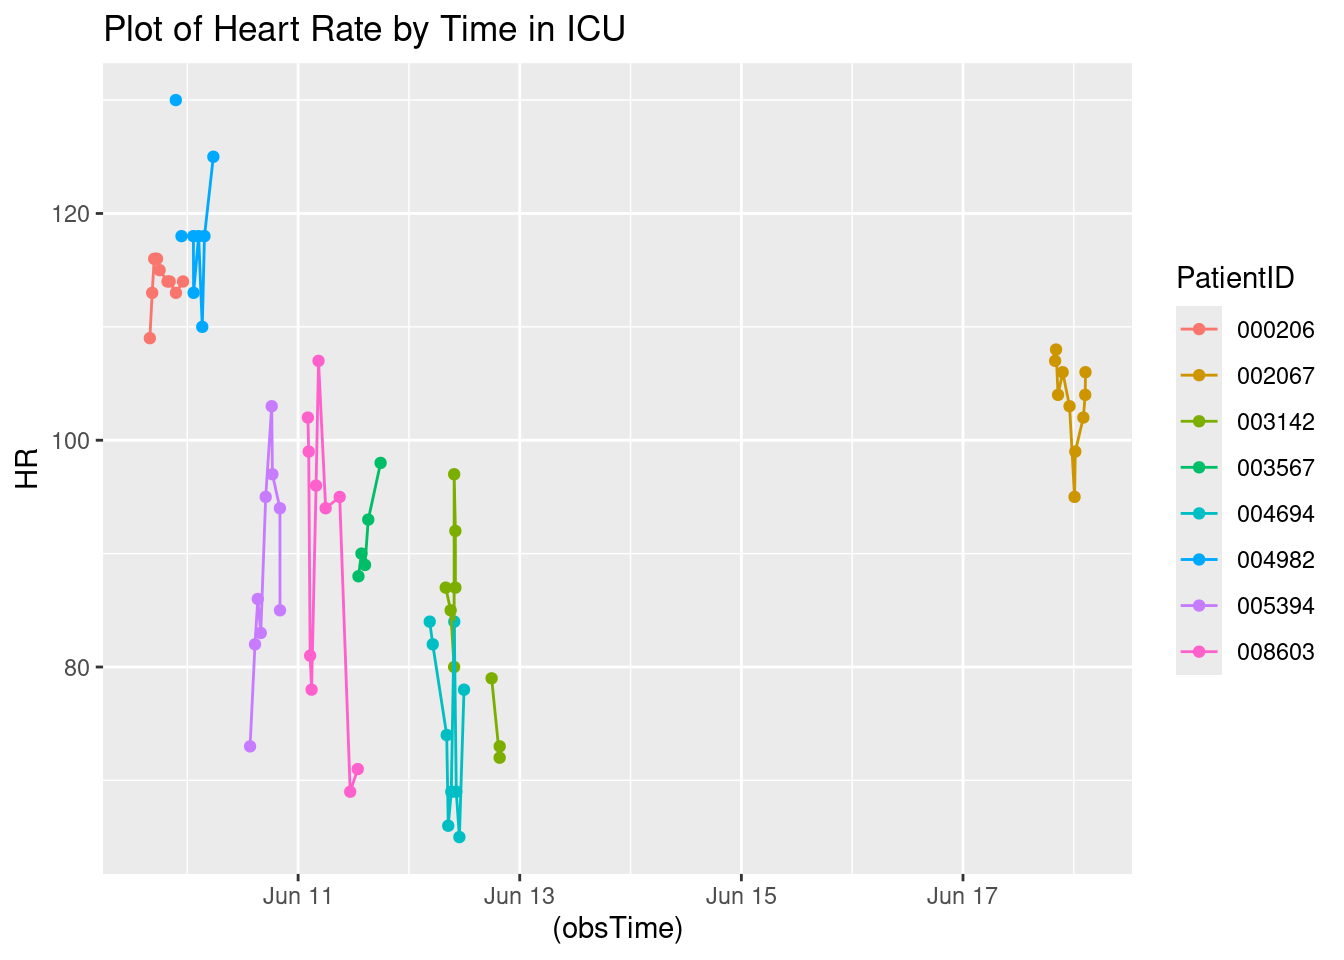 Plot of Heart Rate by Time in ICU
120
100
80
HR
Jun 11
Jun 13
Jun 15
Jun 17
(obsTime)
PatientID
000206
002067
003142
003567
004694
004982
005394
008603